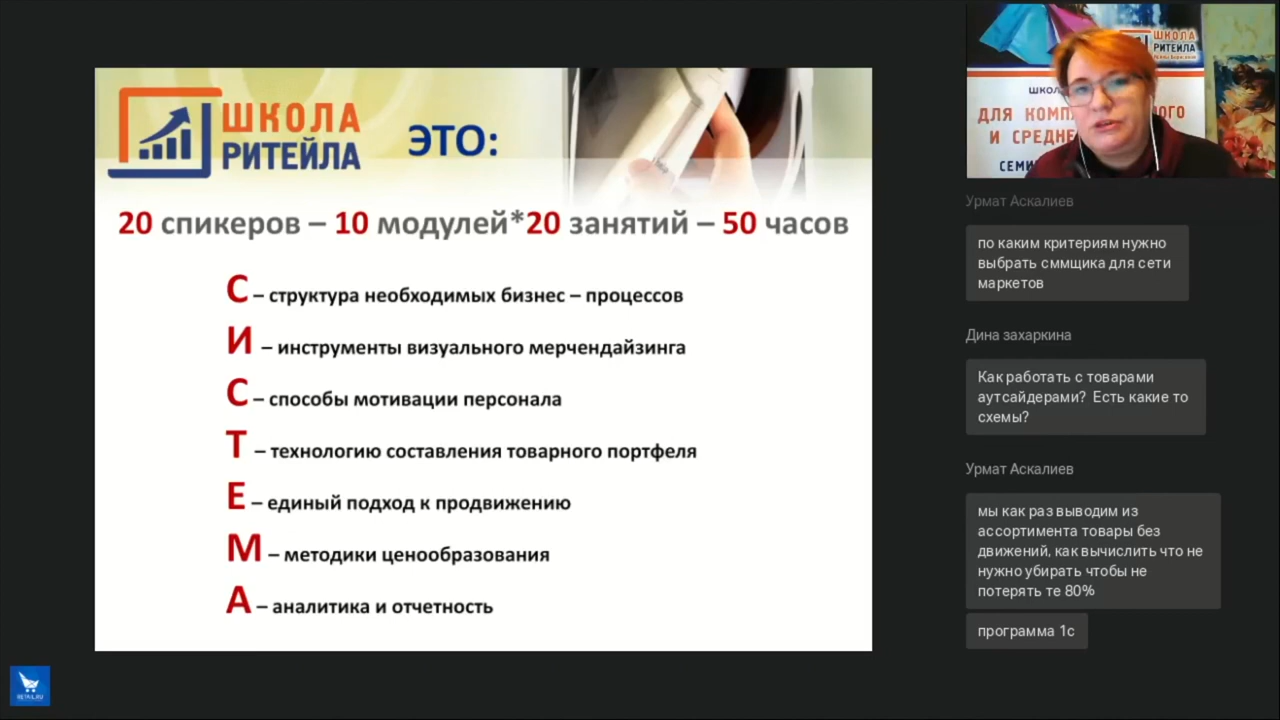 ШКОЛА
РИТЕЙЛА
ЭТО:
20 спикеров – 10 модулей*20 занятий – 50 часов
С – структура необходимых бизнес – процессов
И – инструменты визуального мерчендайзинга
С – способы мотивации персонала
Т – технологию составления товарного портфеля
Е – единый подход к продвижению
М – методики ценообразования
А – аналитика и отчетность
RETAIL.RU
ШКОЛА
РИТЕЙЛА
ШКОЛ
ДЛЯ КОМП ОГО
И СРЕДНЕ
СЕМИ
Урмат Аскалиев
по каким критериям нужно
выбрать сммщика для сети
маркетов
Дина захаркина
Как работать с товарами
аутсайдерами? Есть какие то
схемы?
Урмат Аскалиев
мы как раз выводим из
ассортимента товары без
движений, как вычислить что не
нужно убирать чтобы не
потерять те 80%
программа 1с